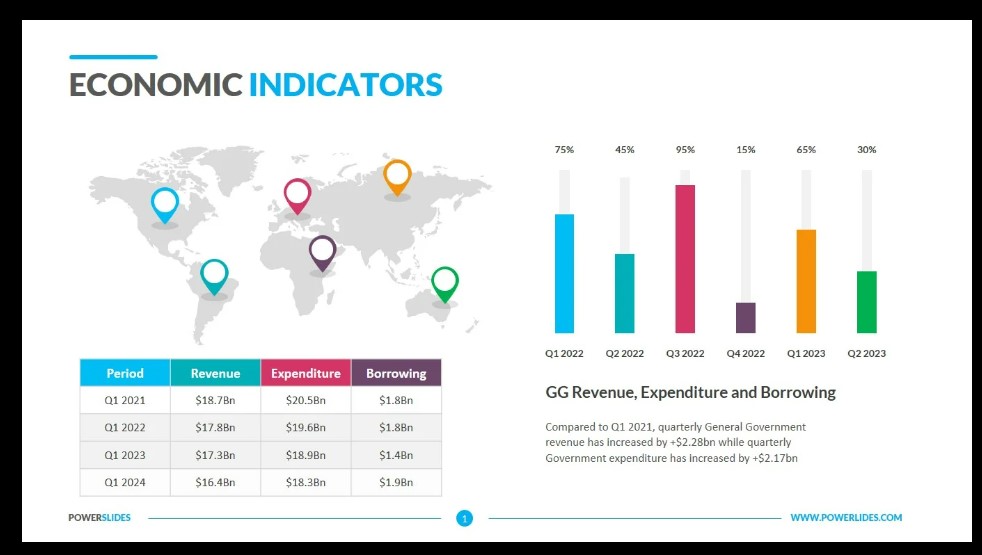 ECONOMIC INDICATORS
75% 45% 95% 15% 65% 30%
Q1 2022 Q2 2022 Q3 2022 Q4 2022 Q1 2023 Q2 2023
Period Revenue Expenditure Borrowing
Q1 2021 $18.7Bn $20.5Bn $1.8Bn
Q1 2022 $17.8Bn $19.6Bn $1.8Bn
Q1 2023 $17.3Bn $18.9Bn $1.4Bn
Q1 2024 $16.4Bn $18.3Bn $1.9Bn
GG Revenue, Expenditure and Borrowing
Compared to Q1 2021, quarterly General Government
revenue has increased by +$2.28bn while quarterly
Government expenditure has increased by +$2.17bn
POWERSLIDES 1 WWW.POWERLIDES.COM